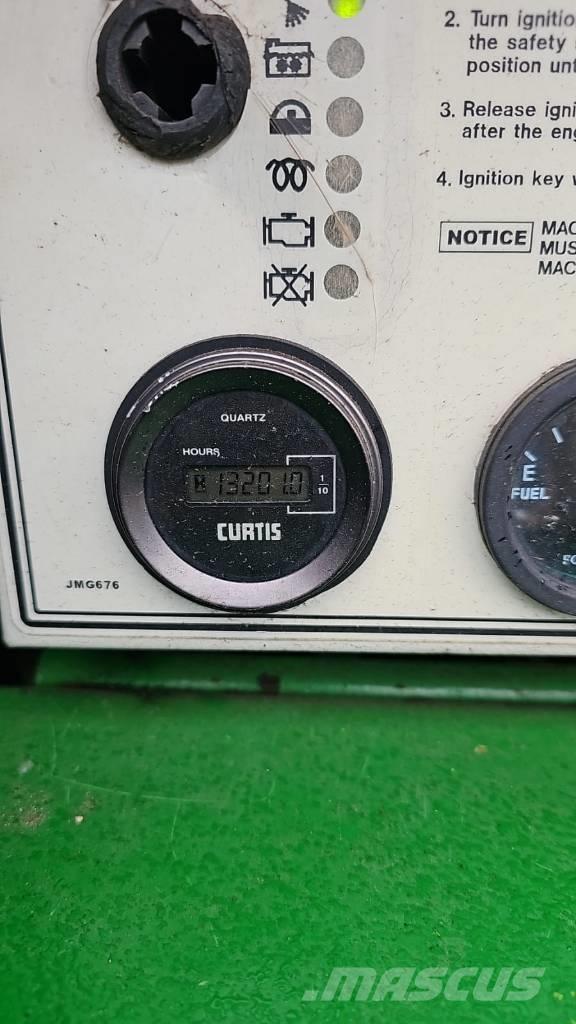 2. Turn ignitio
the safety
position unt
3. Release igni
after the eng
4. Ignition key w
NOTICE
MAC
MUS
MAC
QUARTZ
HOURS
13201.0
1/10
CURTIS
JMG676
E
FUEL
MASCUS